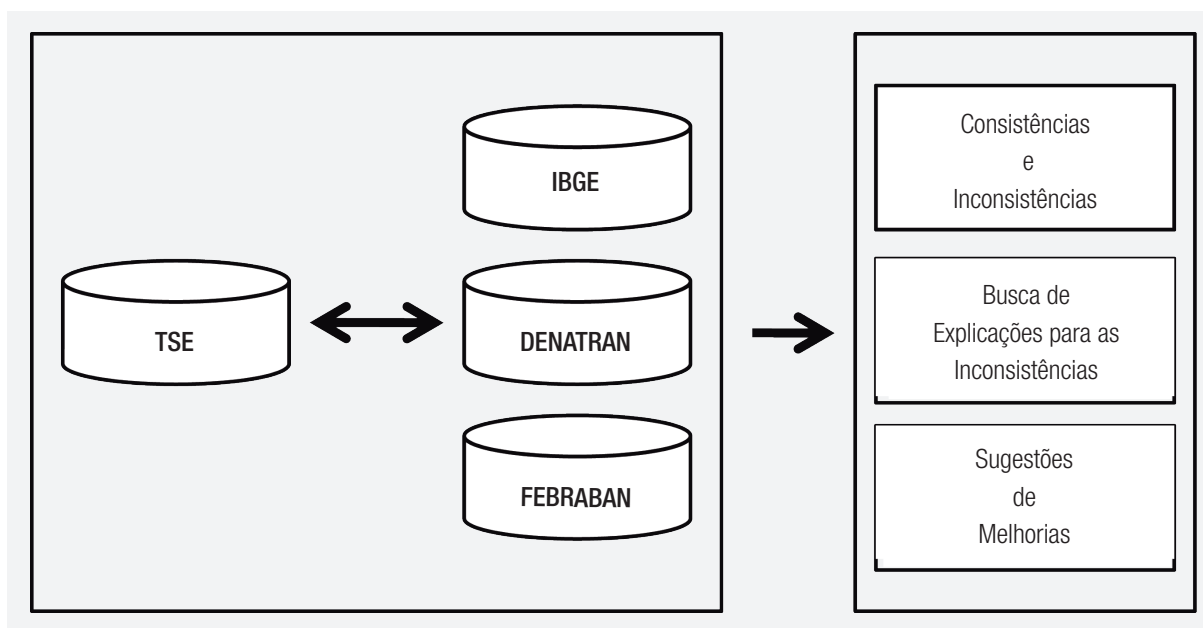 TSE
IBGE
DENATRAN
FEBRABAN
Consistências
e
Inconsistências
Busca de
Explicações para as
Inconsistências
Sugestões
de
Melhorias